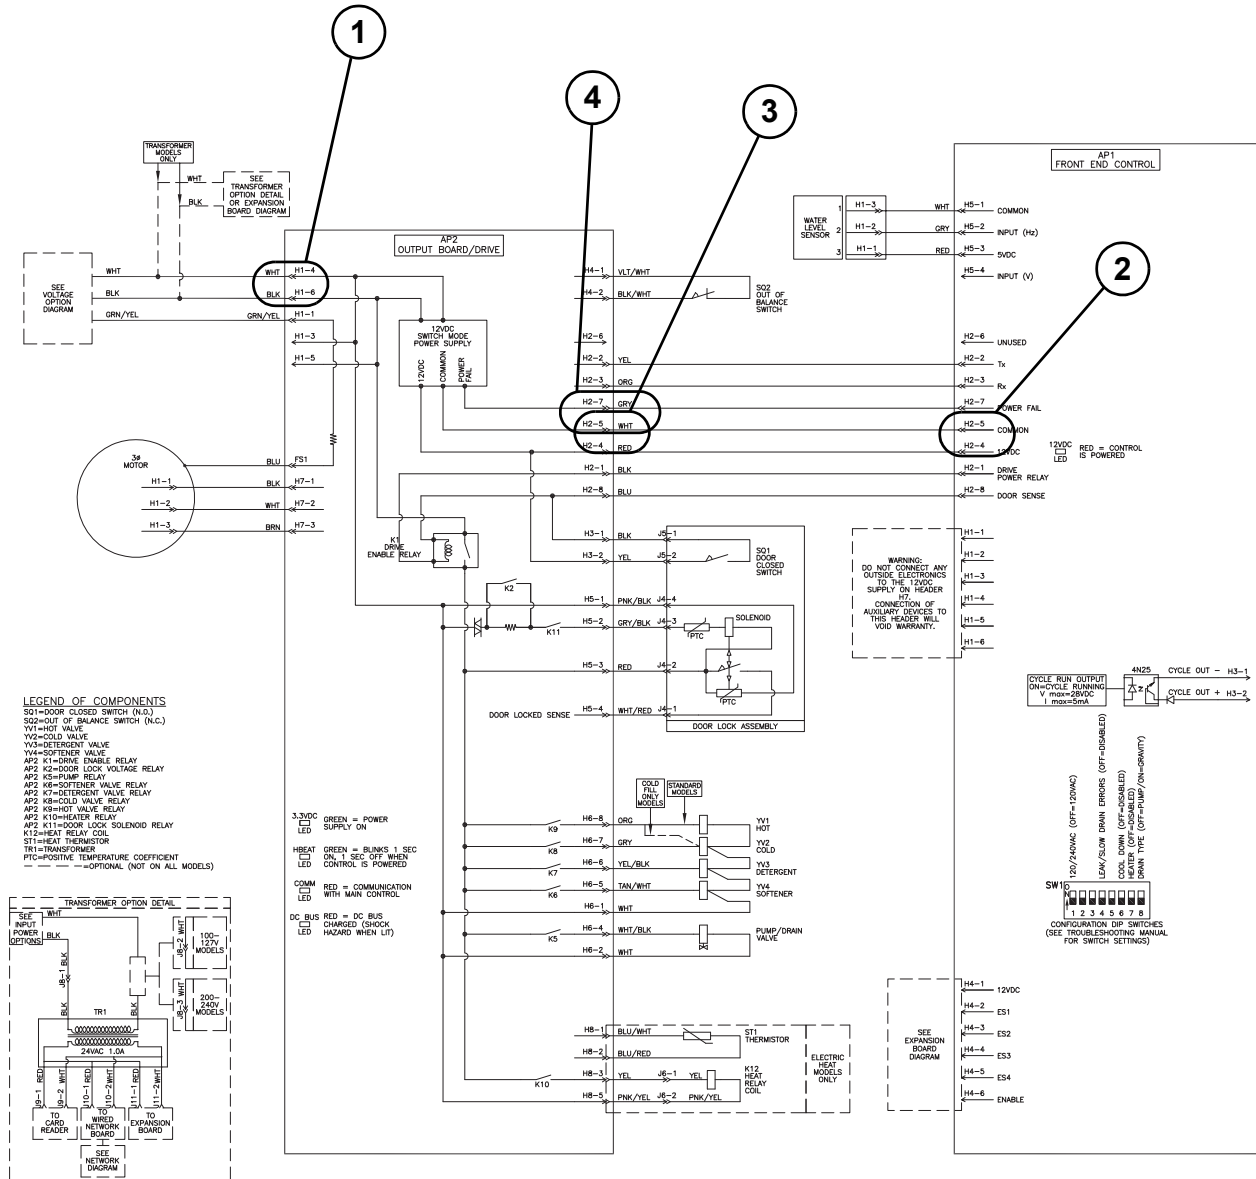 1
4
3
2
TRANSFORMER
MODELS
ONLY
WHT
BLK
SEE
TRANSFORMER
OPTION DETAIL
OR EXPANSION
BOARD DIAGRAM
SEE
VOLTAGE
OPTION
DIAGRAM
WHT
BLK
GRN/YEL
WHT
BLK
GRN/YEL
AP2
OUTPUT BOARD/DRIVE
H1-4
H1-6
H1-1
H1-3
H1-5
12VDC
SWITCH MODE
POWER SUPPLY
12VDC
COMMON
POWER
FAIL
H4-1 VLT/WHT
H4-2 BLK/WHT
SQ2
OUT OF
BALANCE
SWITCH
H2-6
H2-2 YEL
H2-3 ORG
H2-7 GRY
H2-5 WHT
H2-4 RED
H2-1 BLK
H2-8 BLU
WATER
LEVEL
SENSOR
1 H1-3 WHT
2 H1-2 GRY
3 H1-1 RED
AP1
FRONT END CONTROL
H5-1 COMMON
H5-2 INPUT (Hz)
H5-3 5VDC
H5-4 INPUT (V)
H2-6 UNUSED
H2-2 Tx
H2-3 Rx
H2-7 POWER FAIL
H2-5 COMMON
H2-4 12VDC
12VDC
LED
RED = CONTROL
IS POWERED
H2-1 DRIVE
POWER RELAY
H2-8 DOOR SENSE
3ø
MOTOR
H1-1
H1-2
H1-3
BLU FS1
BLK H7-1
WHT H7-2
BRN H7-3
K1
DRIVE
ENABLE RELAY
H3-1 BLK J5-1
H3-2 YEL J5-2
SQ1
DOOR
CLOSED
SWITCH
K2
K11
H5-1 PNK/BLK J4-4
H5-2 GRY/BLK J4-3
H5-3 RED J4-2
DOOR LOCKED SENSE H5-4 WHT/RED J4-1
PTC
SOLENOID
PTC
DOOR LOCK ASSEMBLY
WARNING:
DO NOT CONNECT ANY
OUTSIDE ELECTRONICS
TO THE 12VDC
SUPPLY ON HEADER
H7.
CONNECTION OF
AUXILIARY DEVICES TO
THIS HEADER WILL
VOID WARRANTY.
H1-1
H1-2
H1-3
H1-4
H1-5
H1-6
CYCLE RUN OUTPUT
ON=CYCLE RUNNING
V max=28VDC
I max=5mA
4N25
CYCLE OUT - H3-1
CYCLE OUT + H3-2
LEGEND OF COMPONENTS
SQ1=DOOR CLOSED SWITCH (N.O.)
SQ2=OUT OF BALANCE SWITCH (N.C.)
YV1=HOT VALVE
YV2=COLD VALVE
YV3=DETERGENT VALVE
YV4=SOFTENER VALVE
AP2 K1=DRIVE ENABLE RELAY
AP2 K2=DOOR LOCK VOLTAGE RELAY
AP2 K5=PUMP RELAY
AP2 K6=SOFTENER VALVE RELAY
AP2 K7=DETERGENT VALVE RELAY
AP2 K8=COLD VALVE RELAY
AP2 K9=HOT VALVE RELAY
AP2 K10=HEATER RELAY
AP2 K11=DOOR LOCK SOLENOID RELAY
K12=HEAT RELAY COIL
ST1=HEAT THERMISTOR
TR1=TRANSFORMER
PTC=POSITIVE TEMPERATURE COEFFICIENT
=OPTIONAL (NOT ON ALL MODELS)
3.3VDC
LED
GREEN = POWER
SUPPLY ON
HBEAT
LED
GREEN = BLINKS 1 SEC
ON, 1 SEC OFF WHEN
CONTROL IS POWERED
COMM
LED
RED = COMMUNICATION
WITH MAIN CONTROL
DC BUS
LED
RED = DC BUS
CHARGED (SHOCK
HAZARD WHEN LIT)
COLD
FILL
ONLY
MODELS
STANDARD
MODELS
K9 H6-8 ORG
YV1
HOT
K8 H6-7 GRY
YV2
COLD
K7 H6-6 YEL/BLK
YV3
DETERGENT
K6 H6-5 TAN/WHT
YV4
SOFTENER
H6-1 WHT
K5 H6-4 WHT/BLK
PUMP/DRAIN
VALVE
H6-2 WHT
120/240VAC (OFF=120VAC)
LEAK/SLOW DRAIN ERRORS (OFF=DISABLED)
COOL DOWN (OFF=DISABLED)
HEATER (OFF=DISABLED)
DRAIN TYPE (OFF=PUMP/ON=GRAVITY)
SW1
O
N
1 2 3 4 5 6 7 8
CONFIGURATION DIP SWITCHES
(SEE TROUBLESHOOTING MANUAL
FOR SWITCH SETTINGS)
TRANSFORMER OPTION DETAIL
SEE
INPUT
POWER
OPTIONS
WHT
BLK
J8-1 BLK
BLK
BLK
J8-2 WHT
100-
127V
MODELS
J8-3 WHT
200-
240V
MODELS
TR1
24VAC 1.0A
J9-1 RED
J9-2 WHT
J10-1 RED
J10-2 WHT
J11-1 RED
J11-2 WHT
TO
CARD
READER
TO
WIRED
NETWORK
BOARD
TO
EXPANSION
BOARD
SEE
NETWORK
DIAGRAM
H8-1 BLU/WHT
H8-2 BLU/RED
ST1
THERMISTOR
K10 H8-3 YEL J6-1 YEL
H8-5 PNK/YEL J6-2 PNK/YEL
K12
HEAT
RELAY
COIL
ELECTRIC
HEAT
MODELS
ONLY
SEE
EXPANSION
BOARD
DIAGRAM
H4-1 12VDC
H4-2 ES1
H4-3 ES2
H4-4 ES3
H4-5 ES4
H4-6 ENABLE